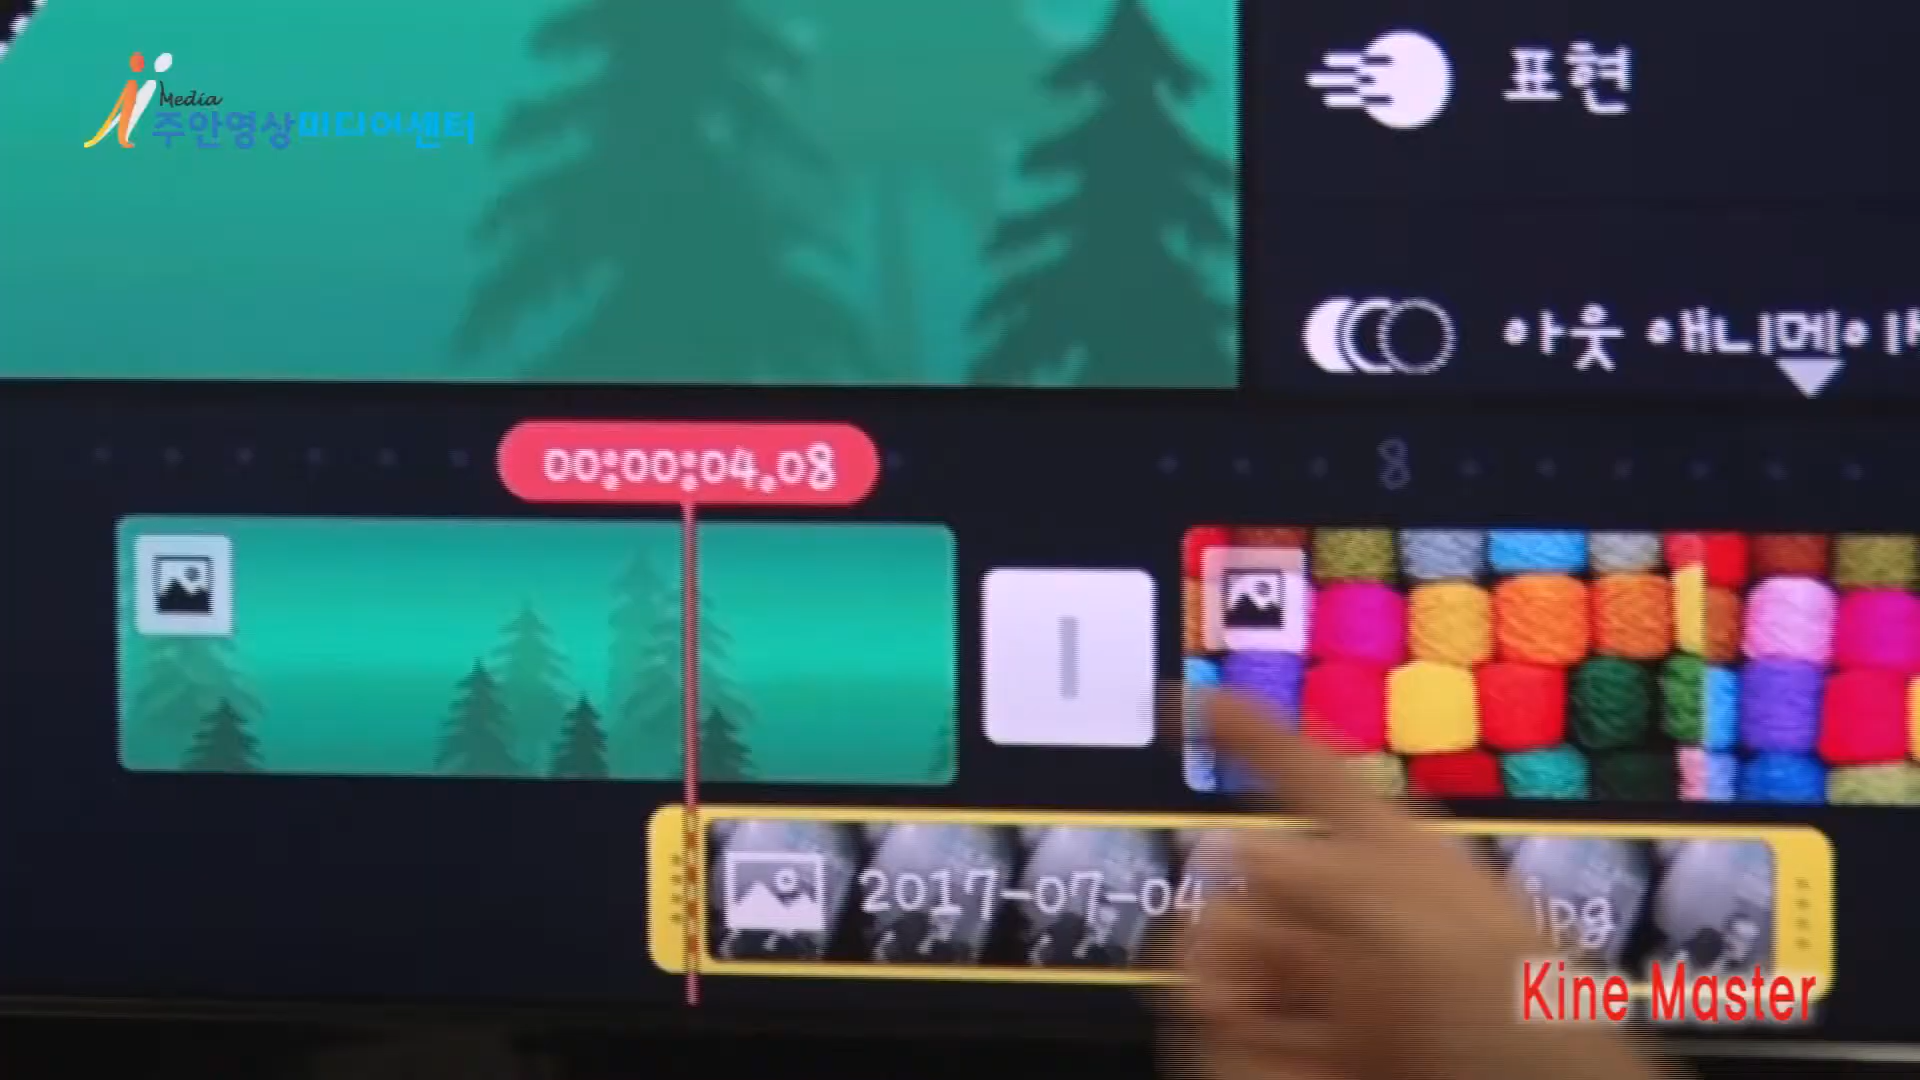 Media
주안영상미디어센터
표현
아웃 애니메이
00:00:04.08
8
2017-07-04
jpg
Kine Master